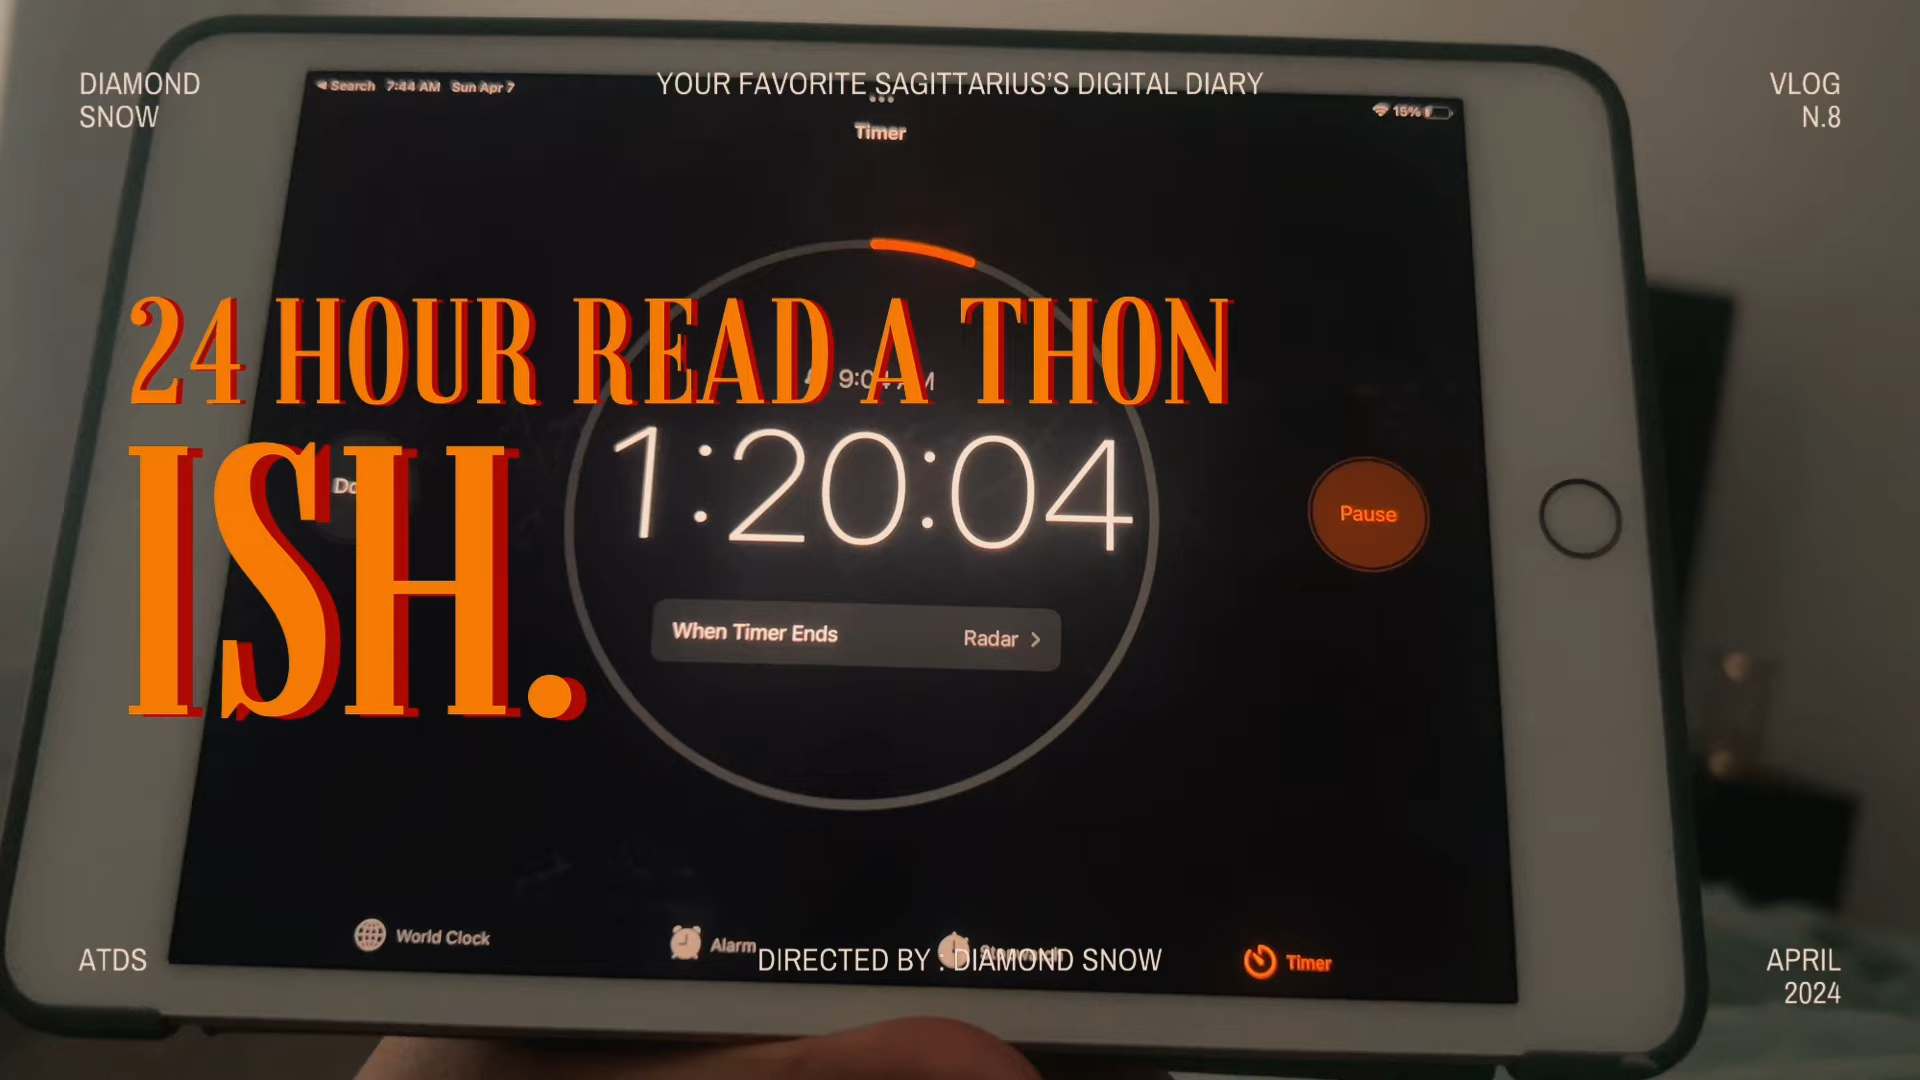 DIAMOND
SNOW
YOUR FAVORITE SAGITTARIUS'S DIGITAL DIARY
VLOG
N.8
Search 7:44 AM Sun Apr 7
15%
Timer
24 HOUR READ A THON
ISH.
1:20:04
Pause
When Timer Ends
Radar
World Clock
Alarm
Timer
ATDS
DIRECTED BY : DIAMOND SNOW
APRIL
2024